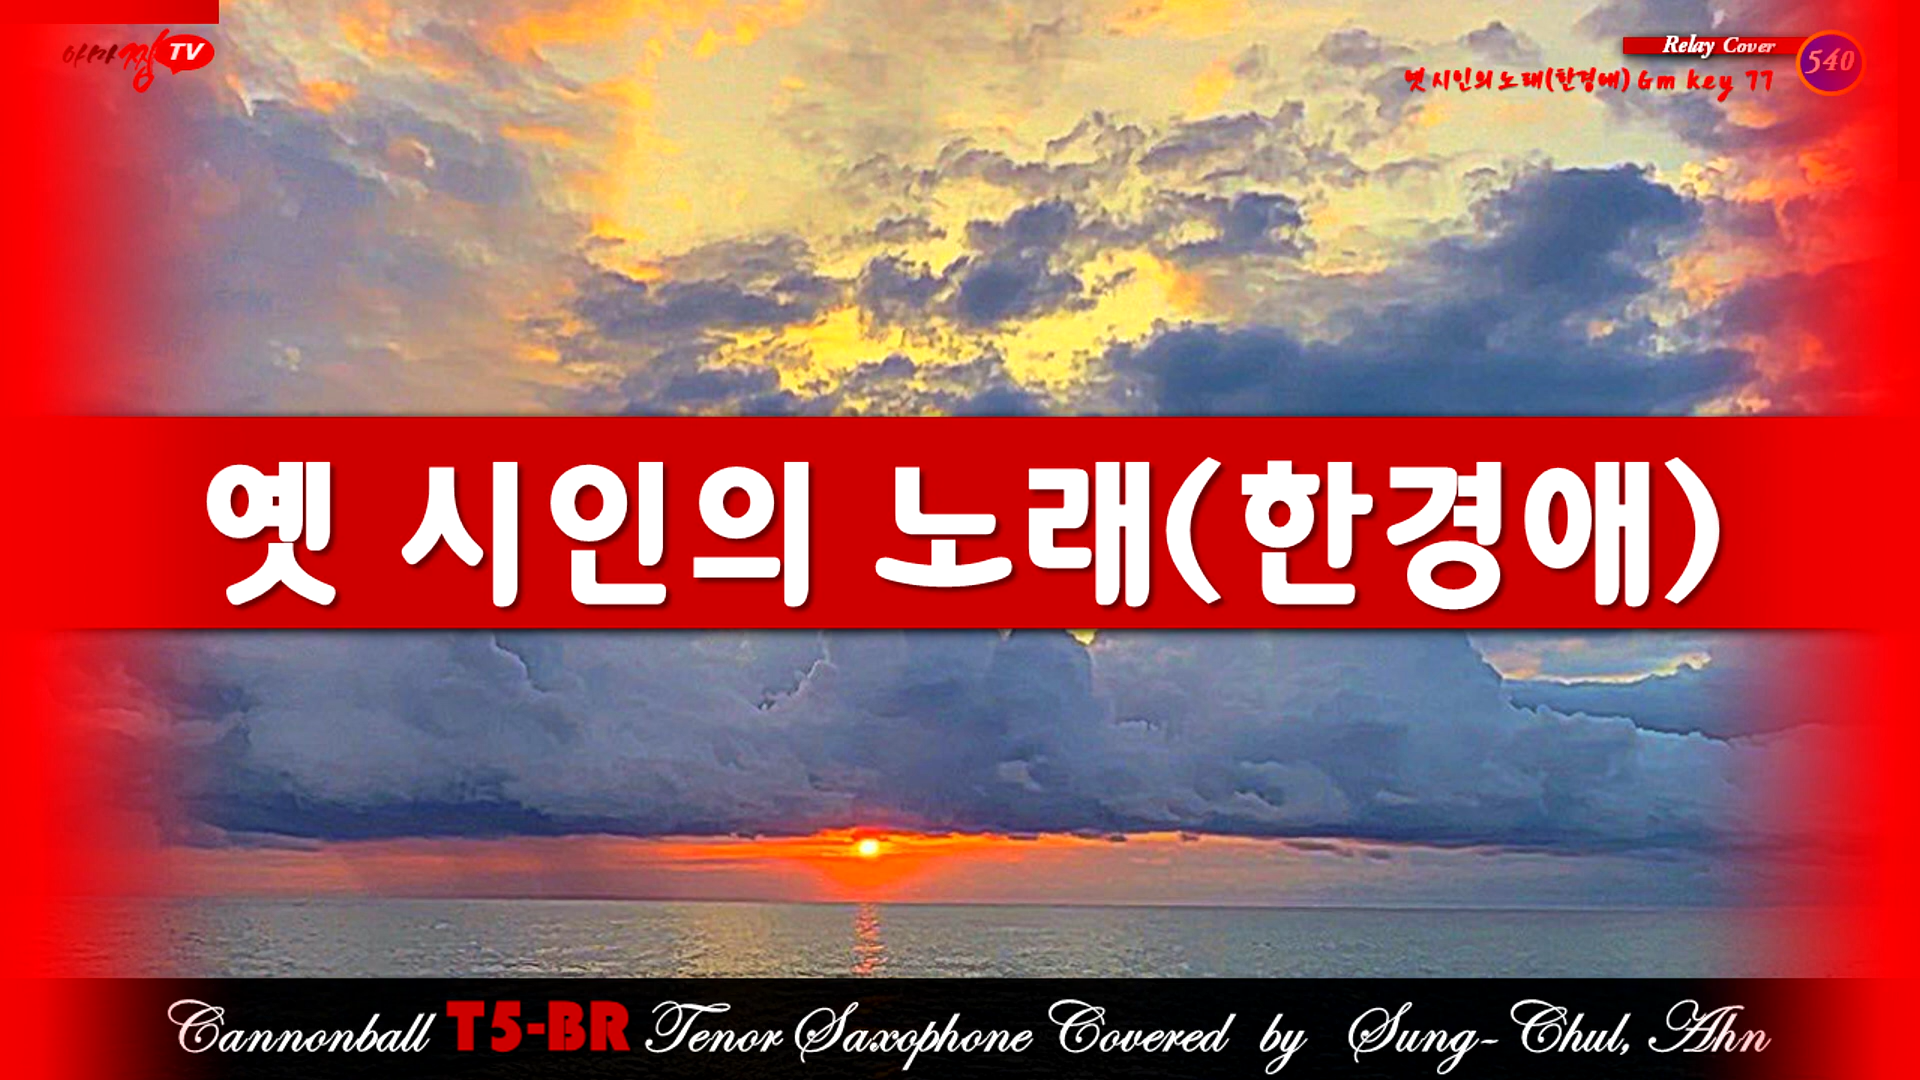 아마찜TV
Relay Cover
540
옛 시인의 노래(한경애) Gm key 77
옛 시인의 노래(한경애)
Cannonball T5-BR Tenor Saxophone Covered by Sung-Chul, Ahn